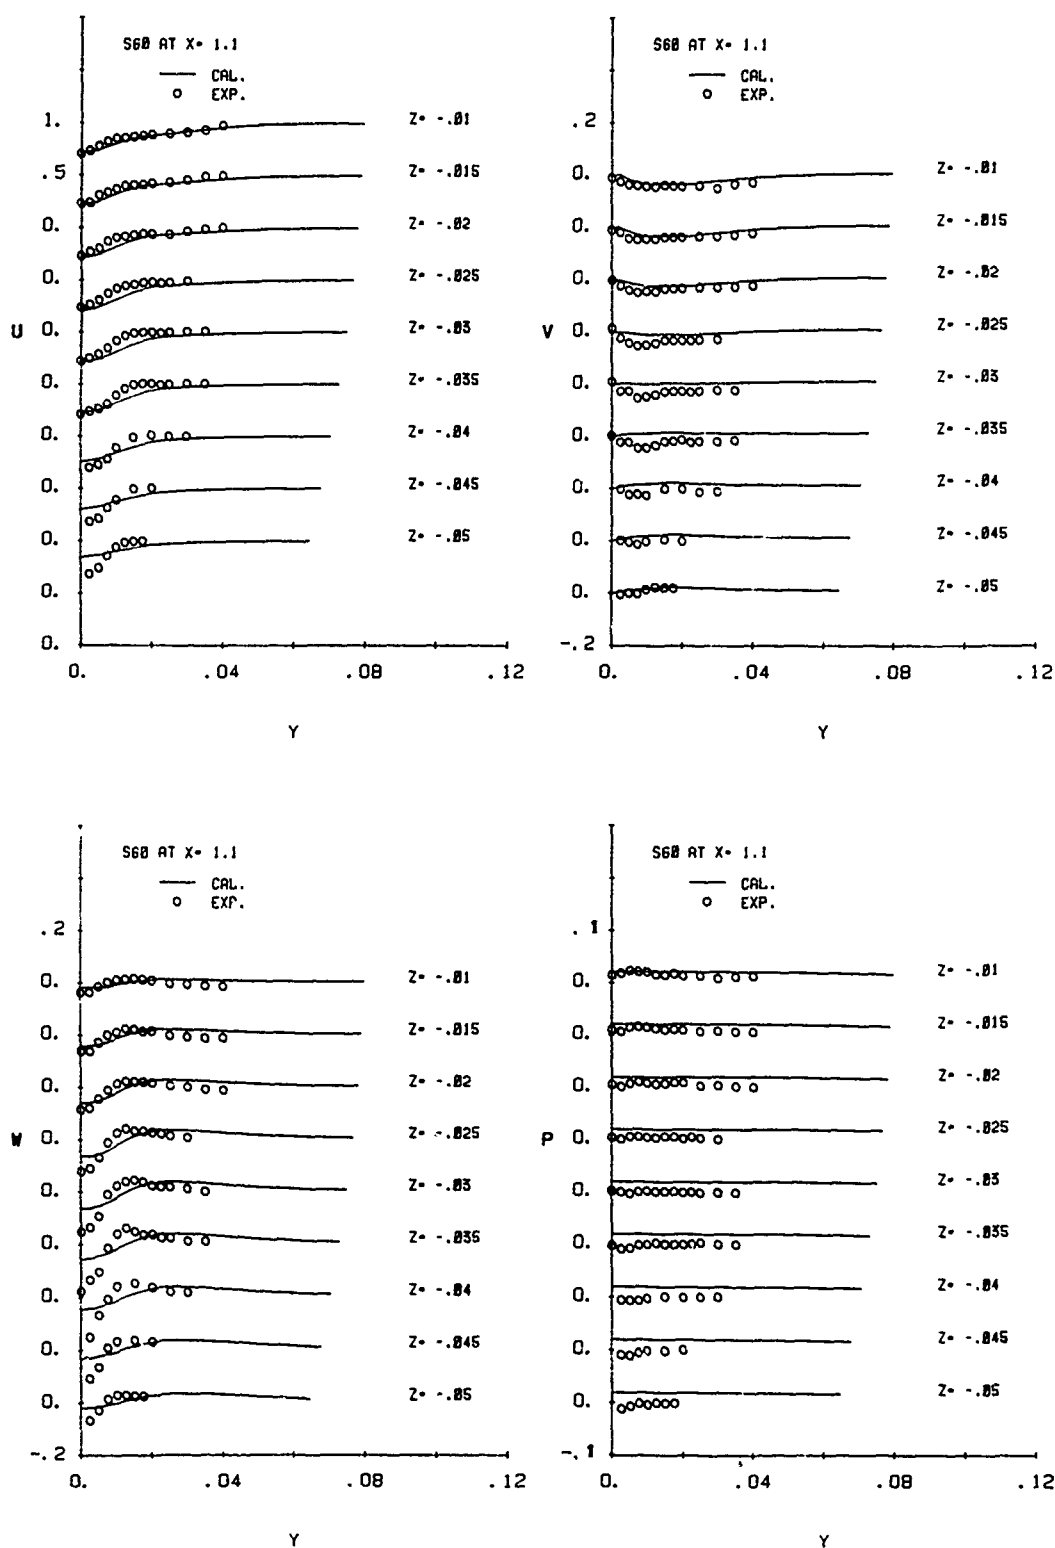 S60 AT X= 1.1
CAL.
EXP.
1.
.5
0.
0.
0.
0.
0.
0.
0.
0.
0.
U
Z= -.01
Z= -.015
Z= -.02
Z= -.025
Z= -.03
Z= -.035
Z= -.04
Z= -.045
Z= -.05
0.
.04
.08
.12
Y
S60 AT X= 1.1
CAL.
EXP.
.2
0.
0.
0.
0.
0.
0.
0.
0.
0.
-.2
V
Z= -.01
Z= -.015
Z= -.02
Z= -.025
Z= -.03
Z= -.035
Z= -.04
Z= -.045
Z= -.05
0.
.04
.08
.12
Y
S60 AT X= 1.1
CAL.
EXP.
.2
0.
0.
0.
0.
0.
0.
0.
0.
0.
-.2
W
Z= -.01
Z= -.015
Z= -.02
Z= -.025
Z= -.03
Z= -.035
Z= -.04
Z= -.045
Z= -.05
0.
.04
.08
.12
Y
S60 AT X= 1.1
CAL.
EXP.
.1
0.
0.
0.
0.
0.
0.
0.
0.
0.
-.1
P
Z= -.01
Z= -.015
Z= -.02
Z= -.025
Z= -.03
Z= -.035
Z= -.04
Z= -.045
Z= -.05
0.
.04
.08
.12
Y